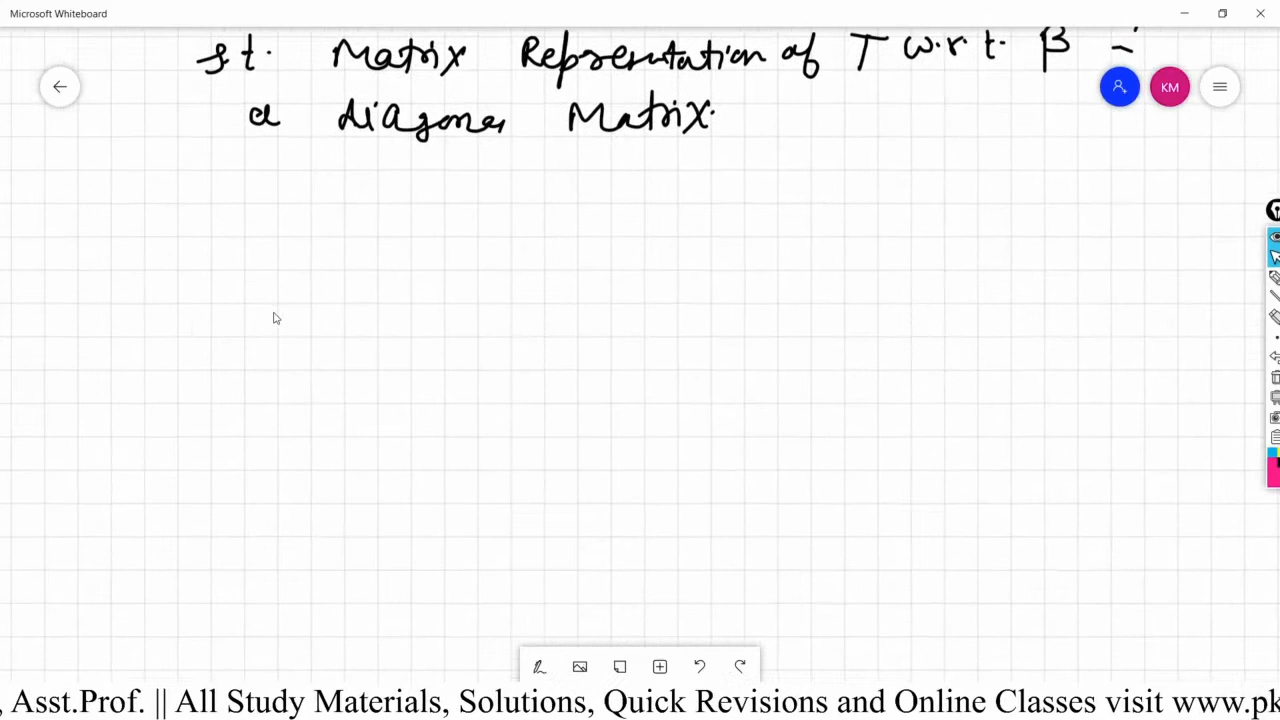 Microsoft Whiteboard
st. Matrix Representation of T w.r.t. β
a diagonal Matrix.
KM
, Asst.Prof. || All Study Materials, Solutions, Quick Revisions and Online Classes visit www.pk